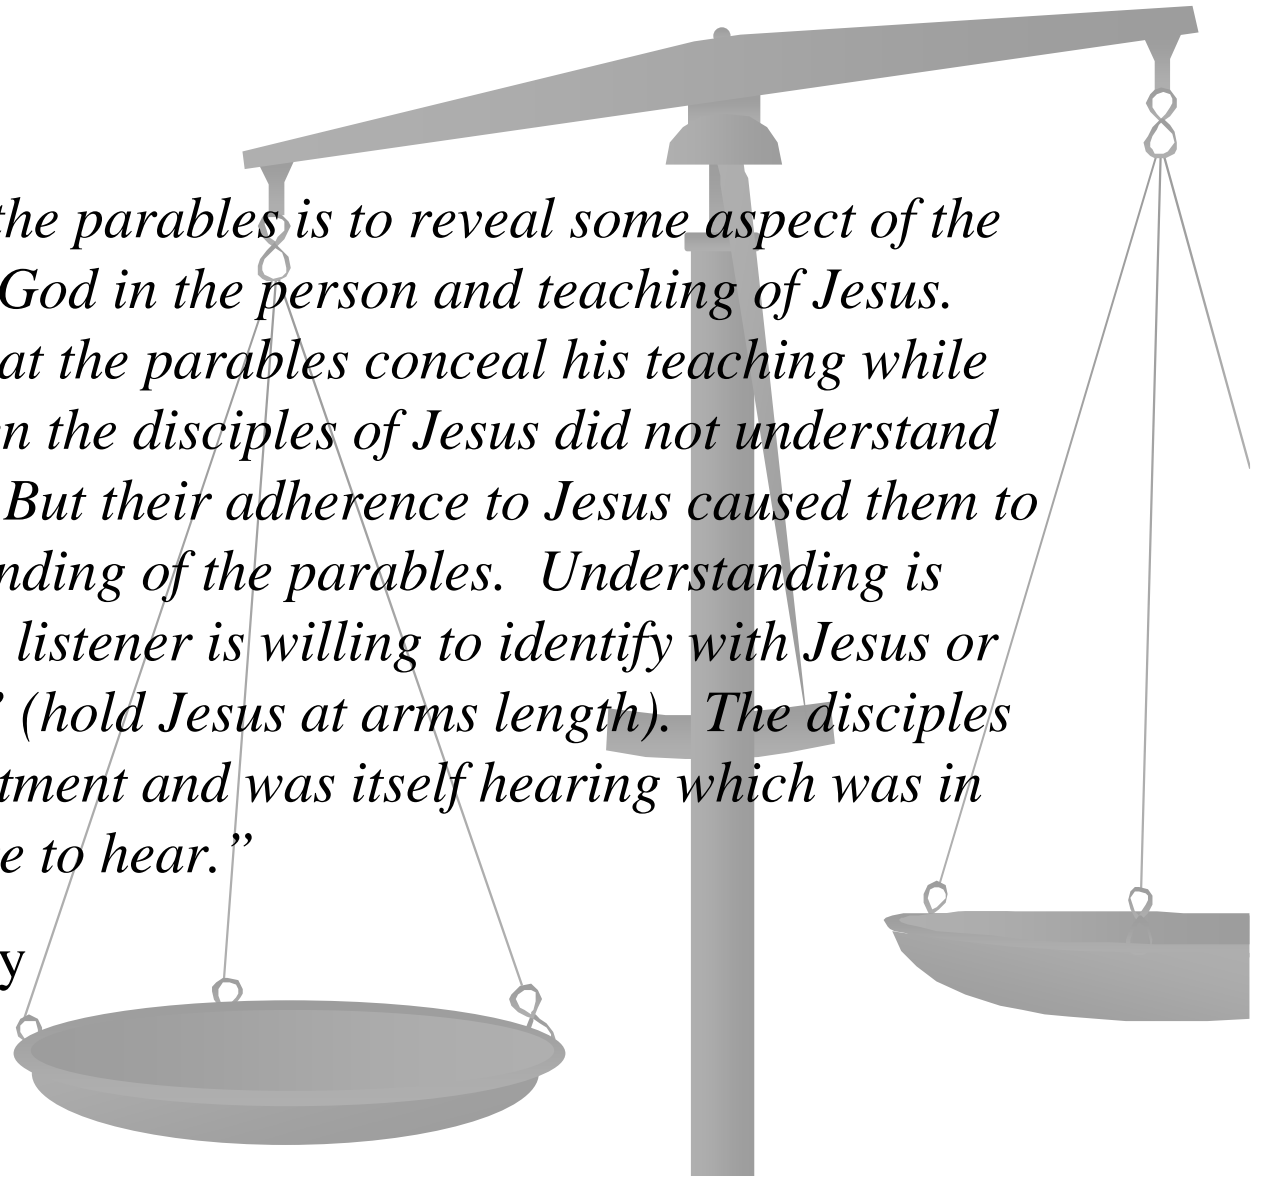 the parables is to reveal some aspect of the
God in the person and teaching of Jesus.
at the parables conceal his teaching while
n the disciples of Jesus did not understand
But their adherence to Jesus caused them to
nding of the parables.  Understanding is
listener is willing to identify with Jesus or
” (hold Jesus at arms length).  The disciples
tment and was itself hearing which was in
e to hear.”
y